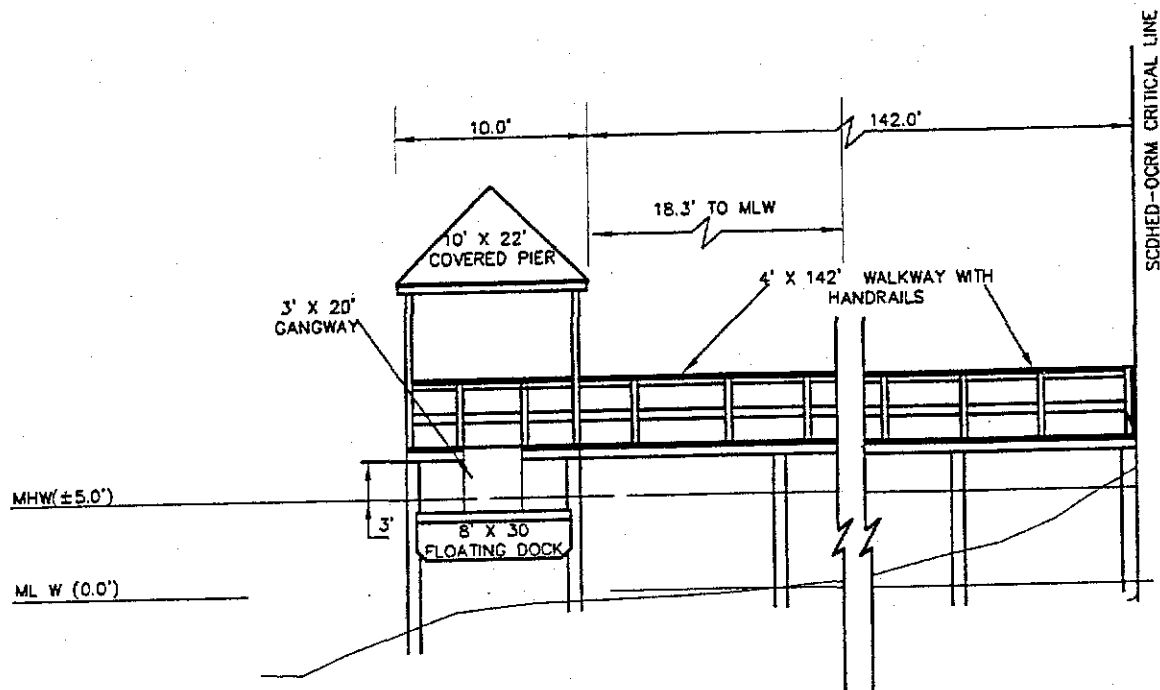 SCDHED-OCRM CRITICAL LINE
10.0'
142.0'
18.3' TO MLW
10' X 22'
COVERED PIER
4' X 142' WALKWAY WITH
HANDRAILS
3' X 20'
GANGWAY
MHW(±5.0')
3'
8' X 30
FLOATING DOCK
ML W (0.0')